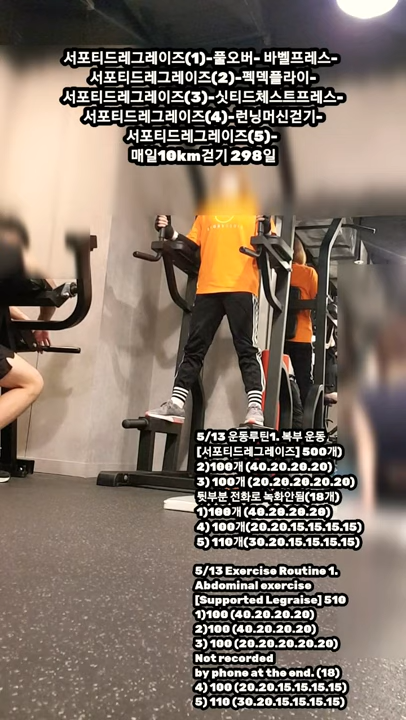 서포티드레그레이즈(1)-풀오버- 바벨프레스-
서포티드레그레이즈(2)-펙덱플라이-
서포티드레그레이즈(3)-싯티드체스트프레스-
서포티드레그레이즈(4)-런닝머신걷기-
서포티드레그레이즈(5)-
매일10km걷기 298일
5/13 운동루틴1. 복부 운동
[서포티드레그레이즈] 500개)
2)100개 (40.20.20.20)
3) 100개 (20.20.20.20.20)
뒷부분 전화로 녹화안됨(18개)
1)100개 (40.20.20.20)
4) 100개(20.20.15.15.15.15)
5) 110개(30.20.15.15.15.15)
5/13 Exercise Routine 1.
Abdominal exercise
[Supported Legraise] 510
1)100 (40.20.20.20)
2)100 (40.20.20.20)
3) 100 (20.20.20.20.20)
Not recorded
by phone at the end. (18)
4) 100 (20.20.15.15.15.15)
5) 110 (30.20.15.15.15.15)